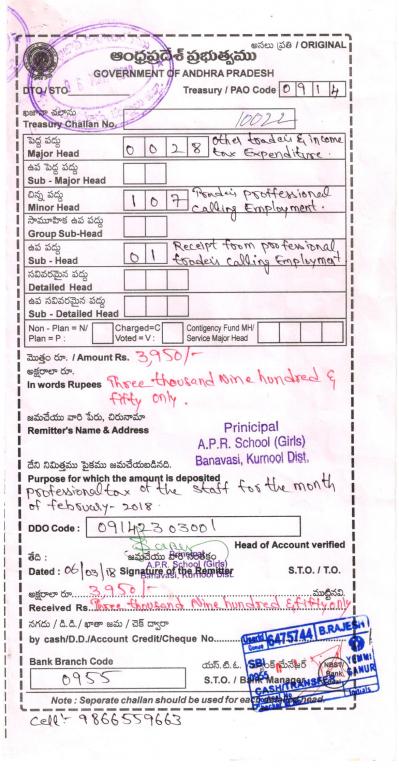 అసలు ప్రతి / ORIGINAL
ఆంధ్రప్రదేశ్ ప్రభుత్వము
GOVERNMENT OF ANDHRA PRADESH
DTO/STO Treasury / PAO Code 0914
ఖజానా చలాను
Treasury Challan No. 10022
పెద్ద పద్దు
Major Head 0 0 2 8 Other traders & income tax Expenditure.
ఉప పెద్ద పద్దు
Sub - Major Head
చిన్న పద్దు
Minor Head 1 0 7 Traders proffessional calling Employment.
సామూహిక ఉప పద్దు
Group Sub-Head
ఉప పద్దు
Sub - Head 0 1 Receipt from professional traders calling Employment
సవివరమైన పద్దు
Detailed Head
ఉప సవివరమైన పద్దు
Sub - Detailed Head
Non - Plan = N/ Plan = P : Charged=C Voted = V : Contigency Fund MH/ Service Major Head
మొత్తం రూ. / Amount Rs. 3,950/-
అక్షరాలా రూ.
In words Rupees Three thousand Nine hundred &
fifty only.
జమచేయు వారి పేరు, చిరునామా
Remitter's Name & Address
Prinicipal
A.P.R. School (Girls)
Banavasi, Kurnool Dist.
దేని నిమిత్తము పైకము జమచేయబడినది.
Purpose for which the amount is deposited
professional tax of the staff for the month
of february - 2018.
DDO Code : 09142303001
Head of Account verified
తేది : జమచేయు వారి సంతకం
Principal
A.P.R. School (Girls)
Dated : 06/03/18 Signature of the Remitter S.T.O. / T.O.
Banavasi, Kurnool Dist.
అక్షరాలా రూ. 3,950/- ముట్టినవి.
Received Rs. Three thousand Nine hundred & fifty only
నగదు / డి.డి./ ఖాతా జమ / చెక్ ద్వారా
by cash/D.D./Account Credit/Cheque No.
6475744 B.RAJESH
SBI
0955
YEMMIGANUR
CASH/TRANSFER
Initials
Bank Branch Code
0955
యస్.టి.ఓ.
S.T.O. / Bank Manager
Note : Seperate challan should be used for each detailed head.
cell:- 9866559663